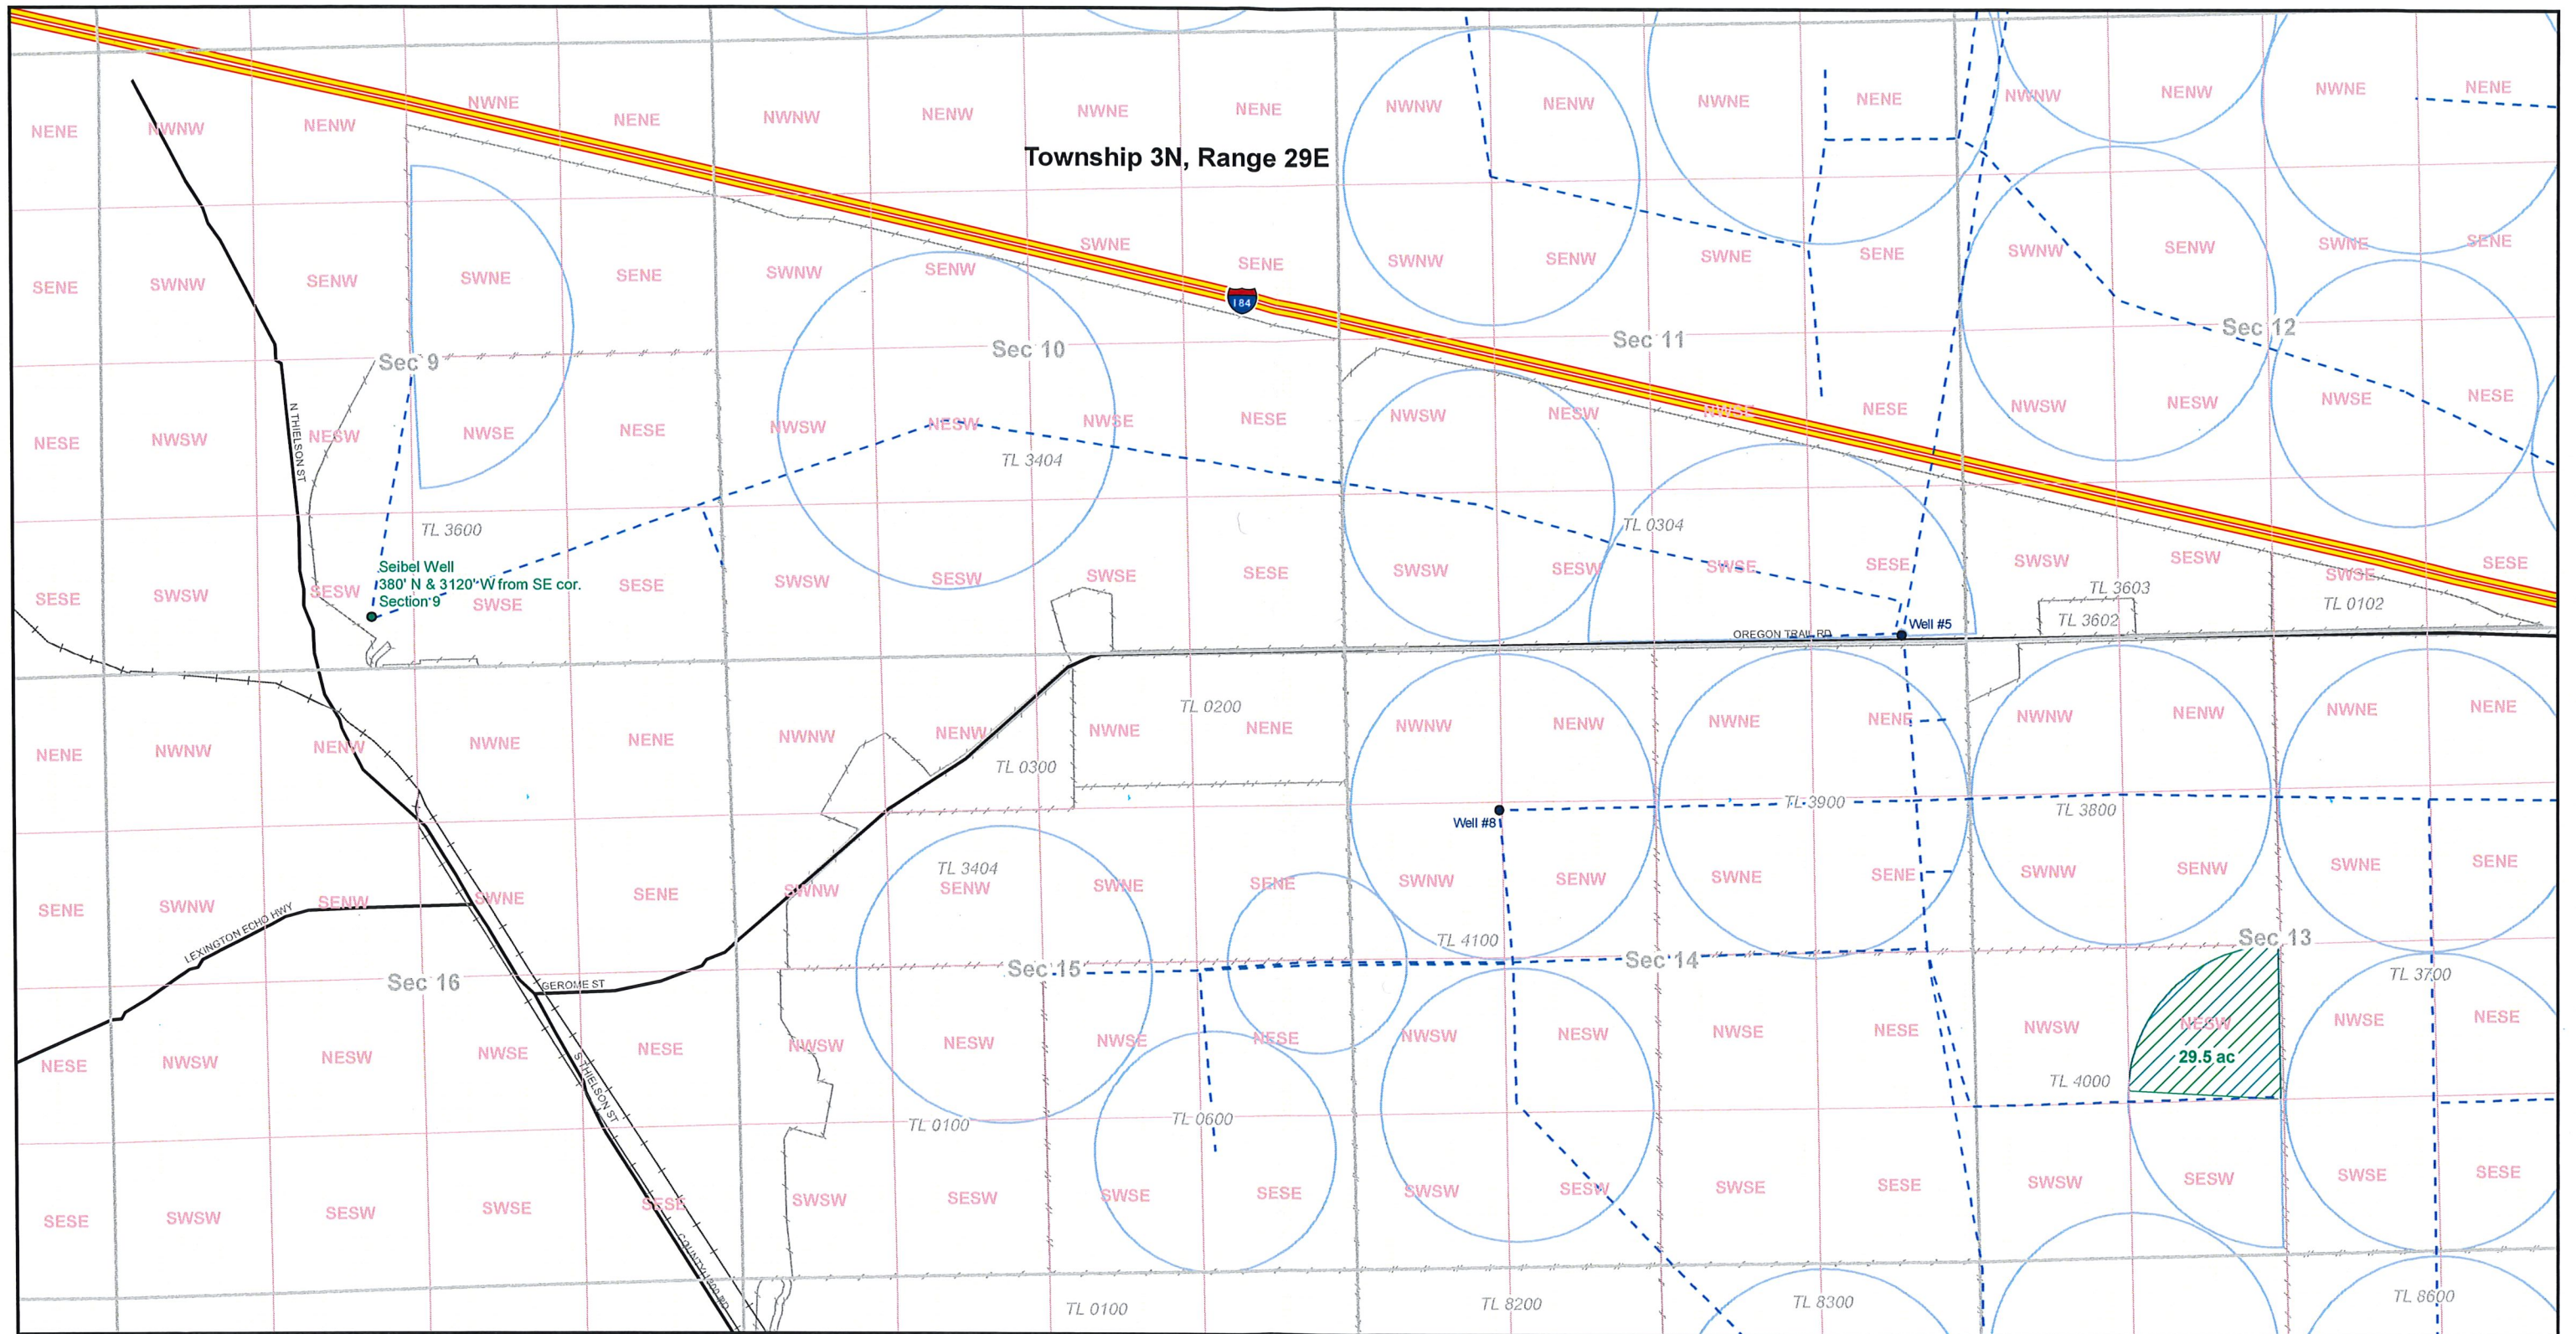 NWNE
NENE
NWNW
NENW
NWNE
NENE
NWNW
NENW
NWNE
NENE
NWNW
NENW
NWNE
NENE
NENE
NWNW
NENW
Township 3N, Range 29E
SWNE
SENE
SWNW
SENW
SWNE
SENE
SWNW
SENW
SWNE
SENE
SENE
SWNW
SENW
SWNE
SENE
SWNW
SENW
I 84
Sec 9
Sec 10
Sec 11
Sec 12
N THIELSON ST
NESE
NWSW
NESW
NWSE
NESE
NWSW
NESW
NWSE
NESE
NWSW
NESW
NWSE
NESE
NWSW
NESW
NWSE
NESE
TL 3404
TL 3600
TL 0304
Seibel Well
380' N & 3120' W from SE cor.
Section 9
SESE
SWSW
SESW
SWSE
SESE
SWSW
SESW
SWSE
SESE
SWSW
SESW
SWSE
SESE
SWSW
SESW
SWSE
SESE
TL 3603
TL 0102
TL 3602
Well #5
OREGON TRAIL RD
TL 0200
NENE
NWNW
NENW
NWNE
NENE
NWNW
NENW
NWNE
NENE
NWNW
NENW
NWNE
NENE
NWNW
NENW
NWNE
NENE
TL 0300
TL 3900
TL 3800
Well #8
TL 3404
SENE
SWNW
SENW
SWNE
SENE
SWNW
SENW
SWNE
SENE
SWNW
SENW
SWNE
SENE
SWNW
SENW
SWNE
SENE
LEXINGTON ECHO HWY
TL 4100
Sec 16
Sec 15
Sec 14
Sec 13
TL 3700
GEROME ST
NESE
NWSW
NESW
NWSE
NESE
NWSW
NESW
NWSE
NESE
NWSW
NESW
NWSE
NESE
NWSW
NESW
NWSE
NESE
29.5 ac
S THIELSON ST
TL 4000
TL 0100
TL 0600
SESE
SWSW
SESW
SWSE
SESE
SWSW
SESW
SWSE
SESE
SWSW
SESW
SWSE
SESE
SWSW
SESW
SWSE
SESE
TL 0100
TL 8200
TL 8300
TL 8600